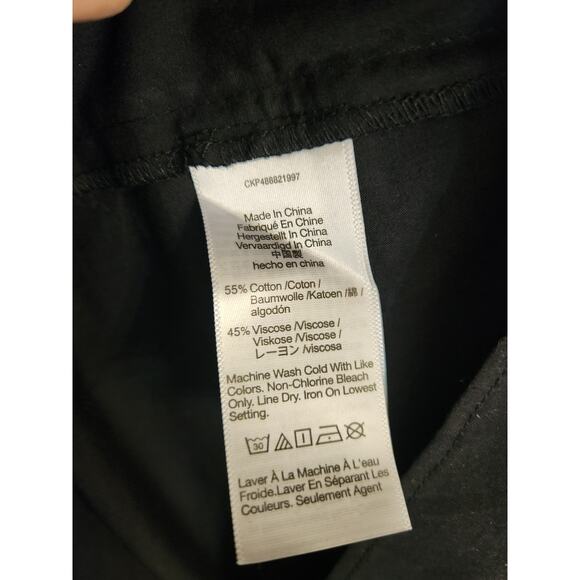 CKP486821997
Made In China
Fabriqué En Chine
Hergestellt In China
Vervaardigd In China
中国製
hecho en china
55% Cotton /Coton/
Baumwolle /Katoen /綿/
algodón
45% Viscose /Viscose /
Viskose /Viscose /
レーヨン /viscosa
Machine Wash Cold With Like
Colors. Non-Chlorine Bleach
Only. Line Dry. Iron On Lowest
Setting.
30
Laver À La Machine À L'eau
Froide.Laver En Séparant Les
Couleurs. Seulement Agent